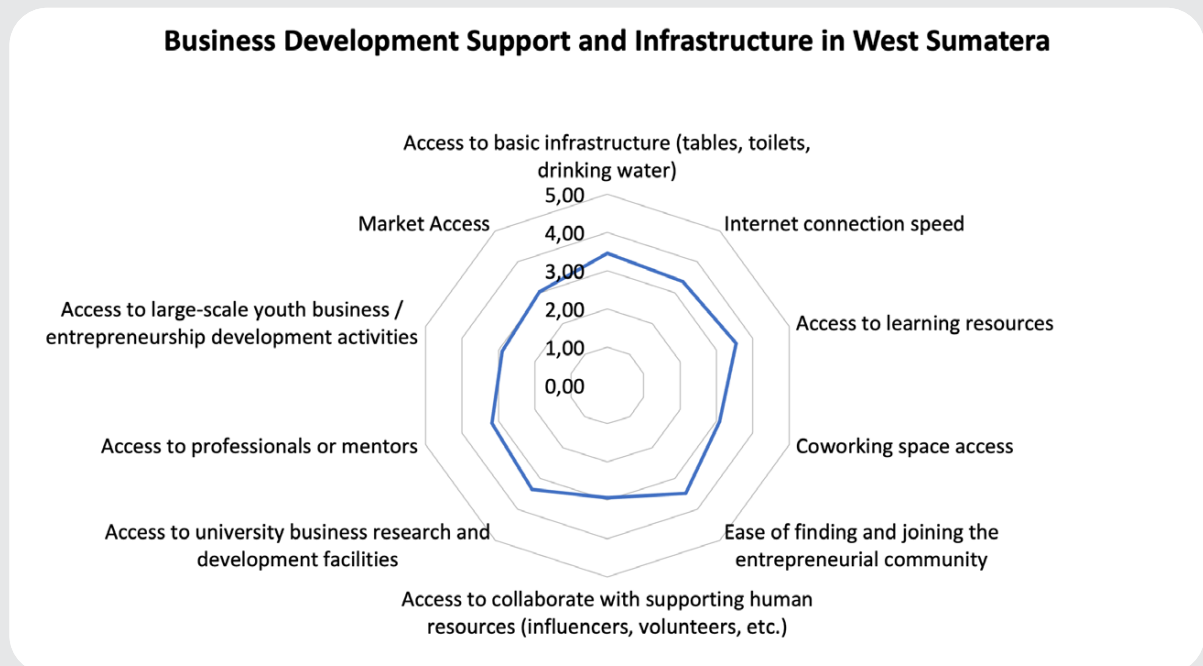 Business Development Support and Infrastructure in West Sumatera
Access to basic infrastructure (tables, toilets,
drinking water)
5,00
4,00
3,00
2,00
1,00
0,00
Internet connection speed
Access to learning resources
Coworking space access
Ease of finding and joining the
entrepreneurial community
Access to collaborate with supporting human
resources (influencers, volunteers, etc.)
Access to university business research and
development facilities
Access to professionals or mentors
Access to large-scale youth business /
entrepreneurship development activities
Market Access